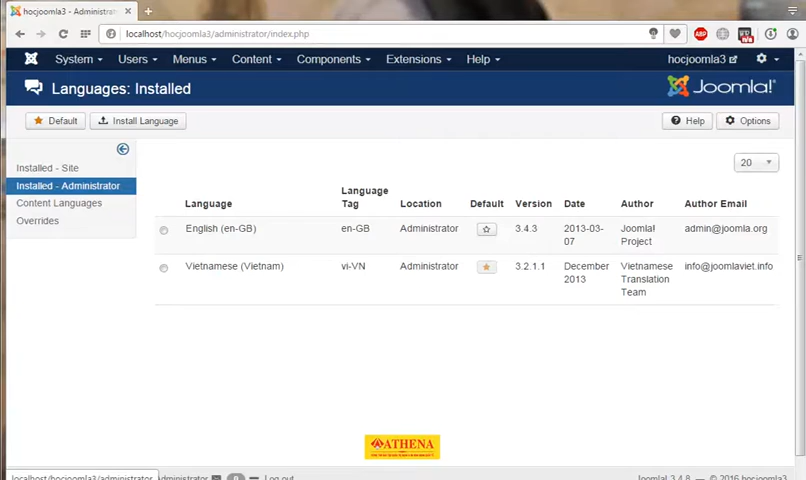 hocjoomla3 - Administrat
localhost/hocjoomla3/administrator/index.php
System Users Menus Content Components Extensions Help hocjoomla3
Languages: Installed Joomla!
Default Install Language Help Options
Installed - Site
Installed - Administrator
Content Languages
Overrides
20
Language Language Tag Location Default Version Date Author Author Email
English (en-GB) en-GB Administrator 3.4.3 2013-03-07 Joomla! Project admin@joomla.org
Vietnamese (Vietnam) vi-VN Administrator 3.2.1.1 December 2013 Vietnamese Translation Team info@joomlaviet.info
ATHENA
localhost/hocjoomla3/administrator Administrator 0 Log out Joomla! 3.4.8 — © 2016 hocjoomla3